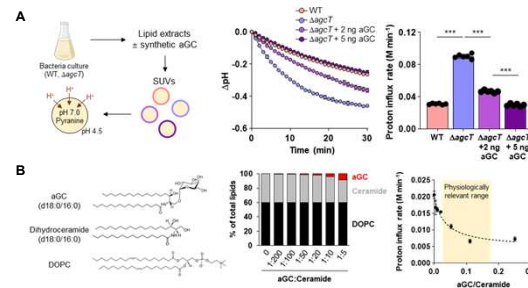 A
Bacteria culture
(WT, ΔagcT)
Lipid extracts
± synthetic aGC
SUVs
H⁺
H⁺ H⁺
pH 7.0
Pyranine
pH 4.5
WT
ΔagcT
ΔagcT + 2 ng aGC
ΔagcT + 5 ng aGC
ΔpH
0.0
-0.2
-0.4
-0.6
0 10 20 30
Time (min)
Proton influx
rate (M min⁻¹)
0.12
0.08
0.04
0.00
*** ***
***
WT ΔagcT ΔagcT ΔagcT
+2 ng + 5 ng
aGC aGC
B
aGC
(d18:0/16:0)
Dihydroceramide
(d18:0/16:0)
DOPC
% of total lipids
100
80
60
40
20
0
aGC
Ceramide
DOPC
0 1:200 1:100 1:50 1:20 1:10 1:5
aGC:Ceramide
Proton influx rate (M min⁻¹)
0.020
0.015
0.010
0.005
0.000
Physiologically
relevant range
0.0 0.1 0.2
aGC/Ceramide